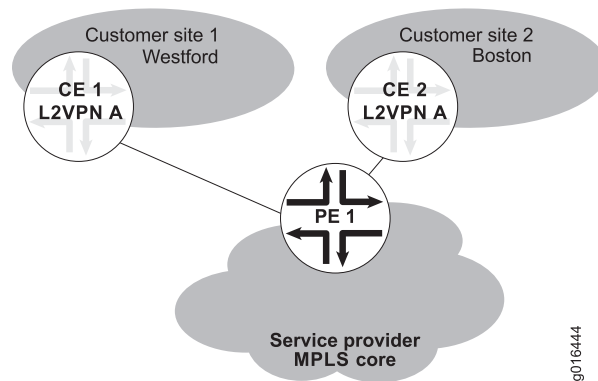 Customer site 1
Westford
Customer site 2
Boston
CE 1
L2VPN A
CE 2
L2VPN A
PE 1
Service provider
MPLS core
g016444